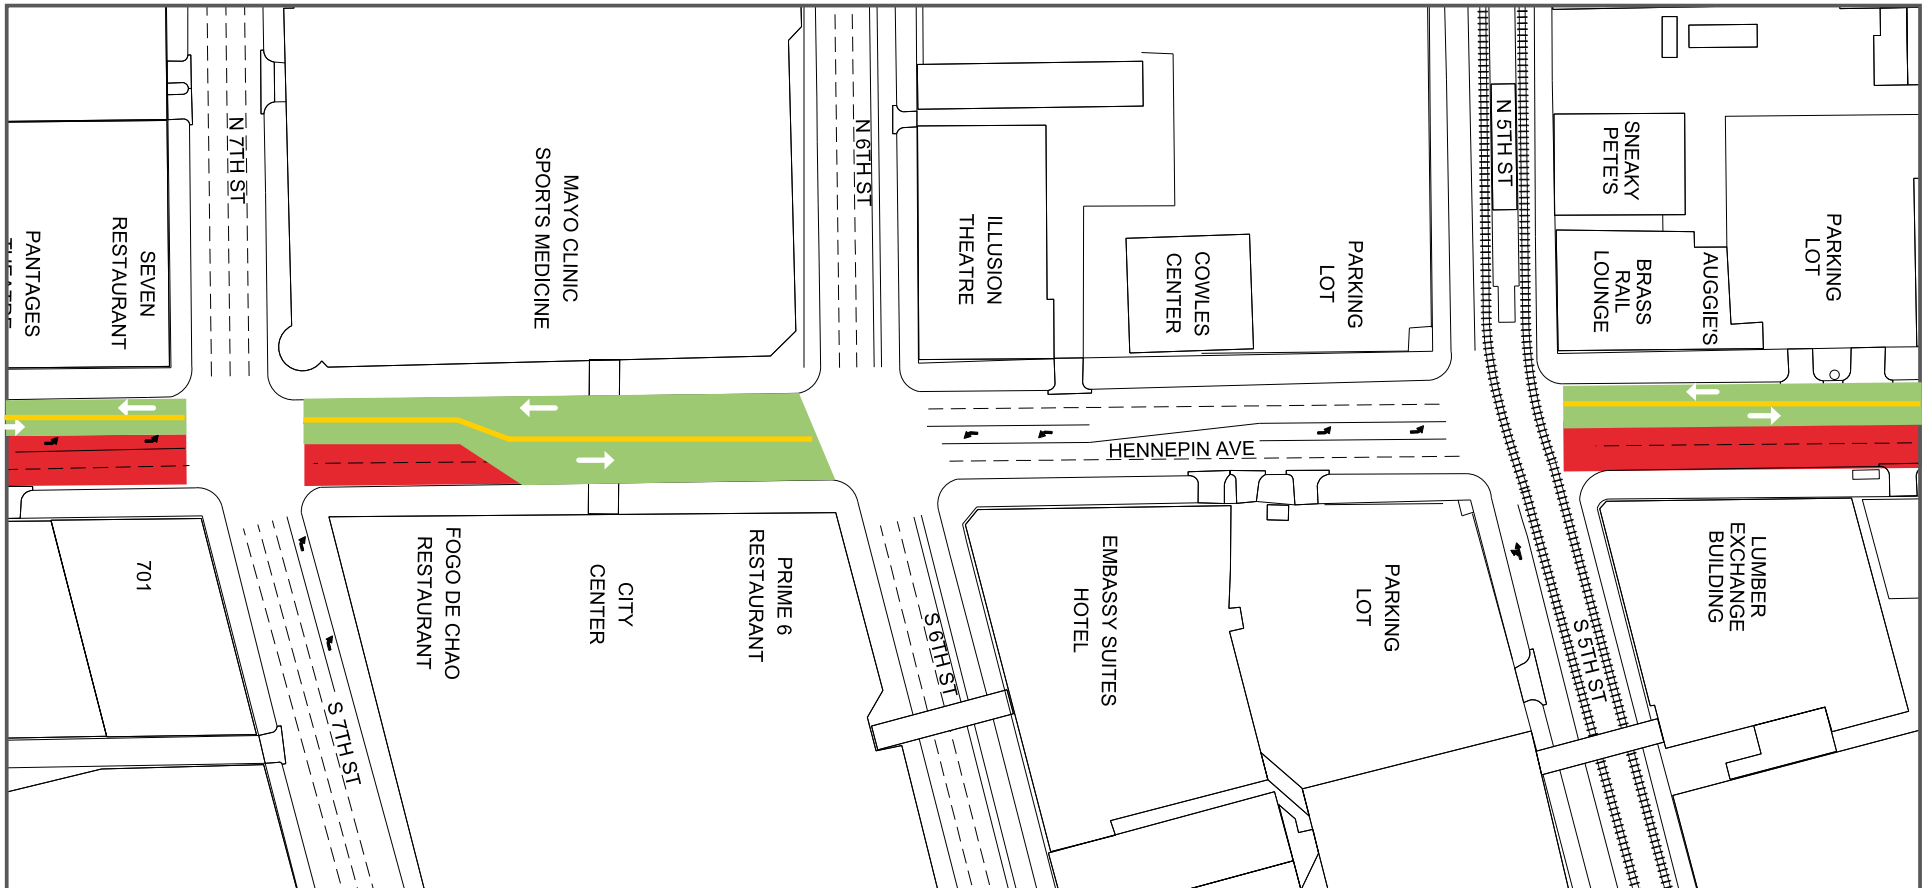 N 7TH ST
N 6TH ST
N 5TH ST
MAYO CLINIC
SPORTS MEDICINE
SEVEN
RESTAURANT
PANTAGES
ILLUSION
THEATRE
COWLES
CENTER
PARKING
LOT
SNEAKY
PETE'S
BRASS
RAIL
LOUNGE
AUGGIE'S
PARKING
LOT
HENNEPIN AVE
701
S 7TH ST
FOGO DE CHAO
RESTAURANT
CITY
CENTER
PRIME 6
RESTAURANT
S 6TH ST
EMBASSY SUITES
HOTEL
PARKING
LOT
S 5TH ST
LUMBER
EXCHANGE
BUILDING